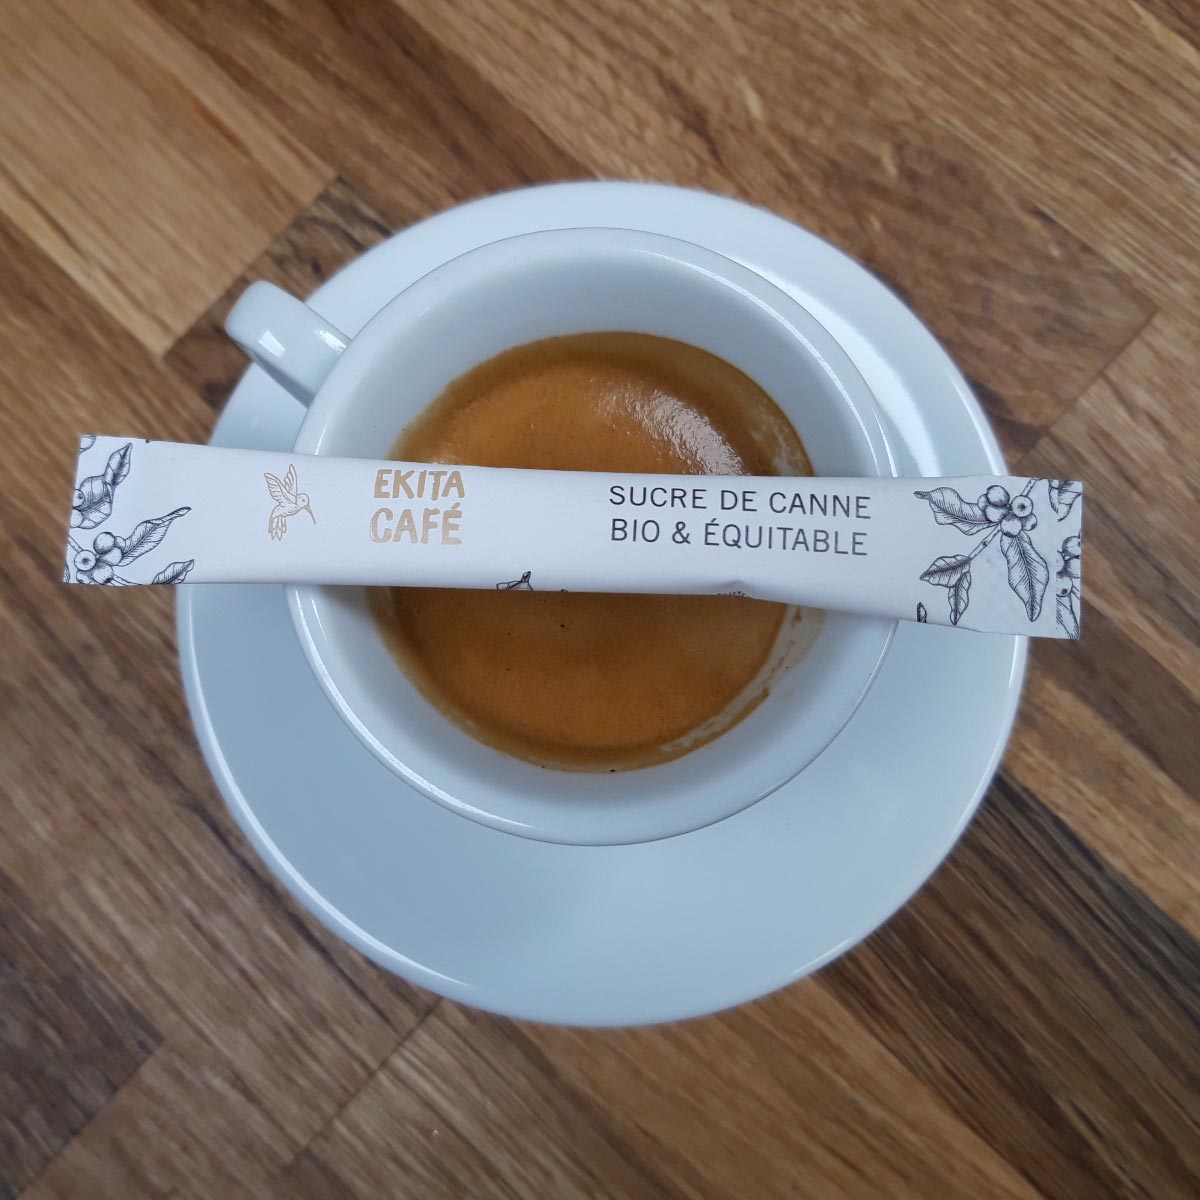 EKITA
CAFÉ
SUCRE DE CANNE
BIO & ÉQUITABLE